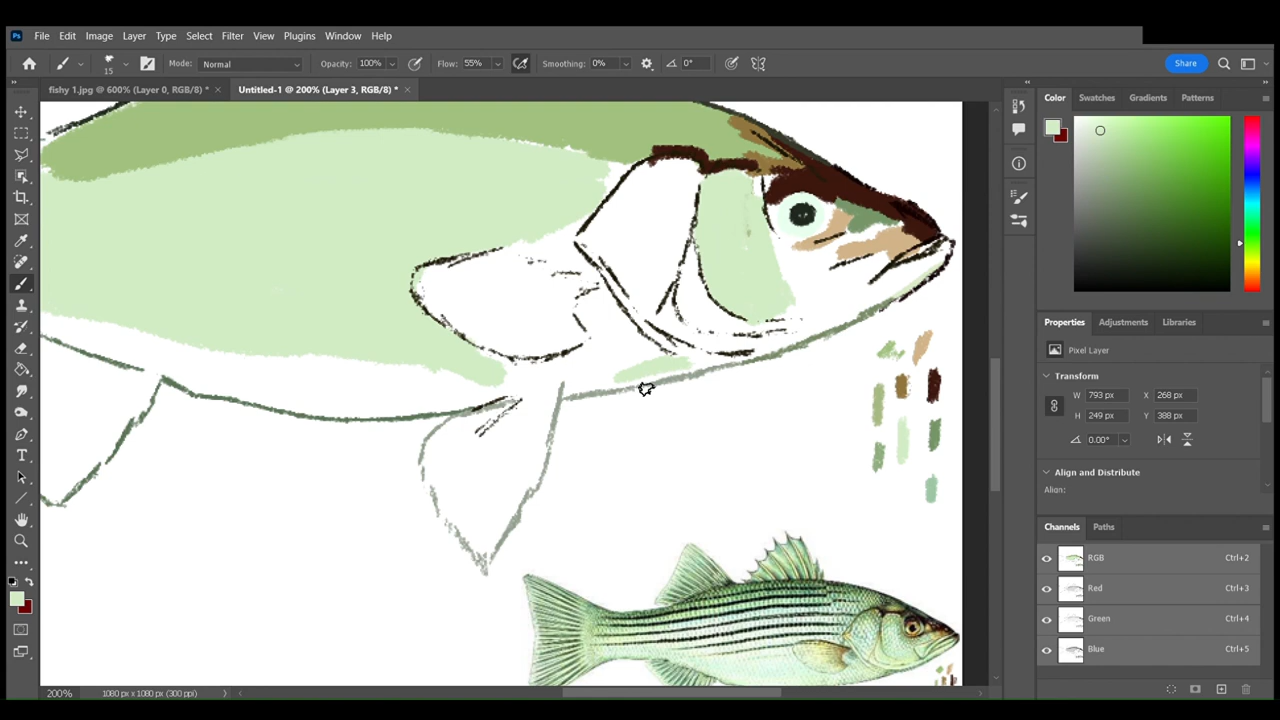 Ps File Edit Image Layer Type Select Filter View Plugins Window Help
15 Mode: Normal Opacity: 100% Flow: 55% Smoothing: 0% 0° Share
fishy 1.jpg @ 600% (Layer 0, RGB/8) * × Untitled-1 @ 200% (Layer 3, RGB/8) * ×
Color Swatches Gradients Patterns
Properties Adjustments Libraries
Pixel Layer
Transform
W 793 px X 268 px
H 249 px Y 388 px
0.00°
Align and Distribute
Align:
Channels Paths
RGB Ctrl+2
Red Ctrl+3
Green Ctrl+4
Blue Ctrl+5
200% 1080 px x 1080 px (300 ppi)